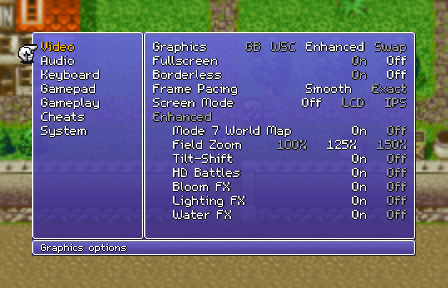 Video
Audio
Keyboard
Gamepad
Gameplay
Cheats
System
Graphics GB WSC Enhanced Swap
Fullscreen On Off
Borderless On Off
Frame Pacing Smooth Exact
Screen Mode Off LCD IPS
Enhanced
Mode 7 World Map On Off
Field Zoom 100% 125% 150%
Tilt-Shift On Off
HD Battles On Off
Bloom FX On Off
Lighting FX On Off
Water FX On Off
Graphics options